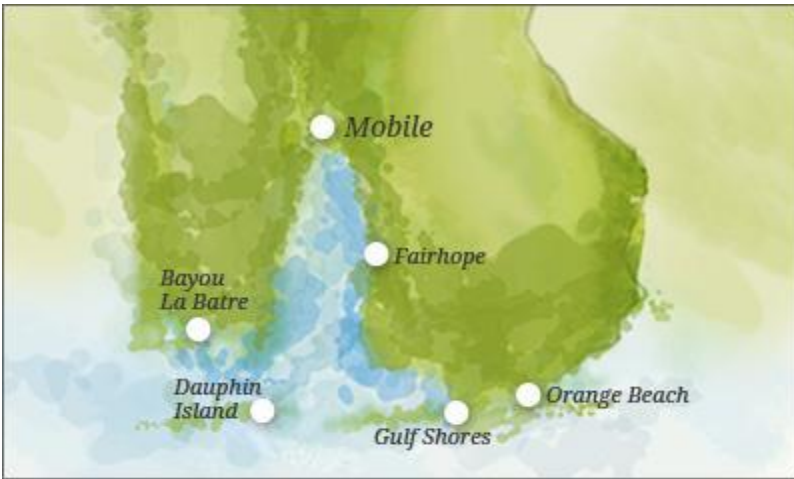 Mobile
Fairhope
Bayou
La Batre
Dauphin
Island
Orange Beach
Gulf Shores